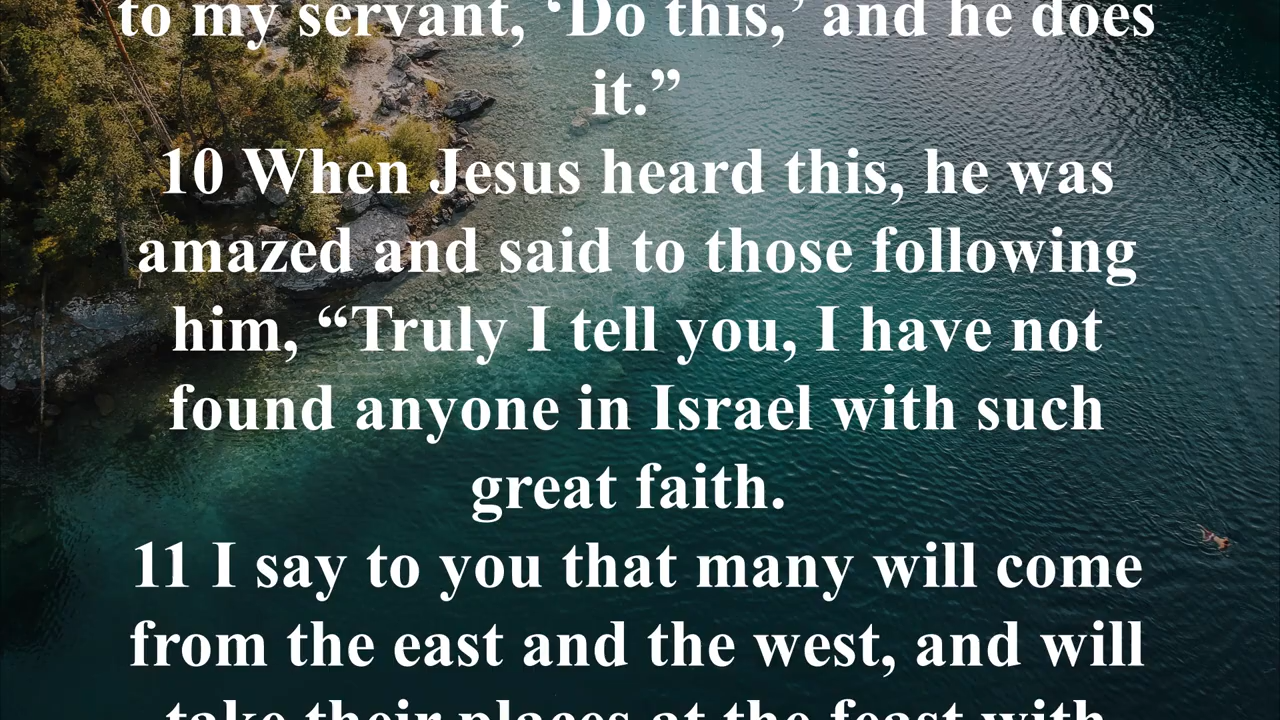 to my servant, ‘Do this,’ and he does
it.”
10 When Jesus heard this, he was
amazed and said to those following
him, “Truly I tell you, I have not
found anyone in Israel with such
great faith.
11 I say to you that many will come
from the east and the west, and will
take their places at the feast with